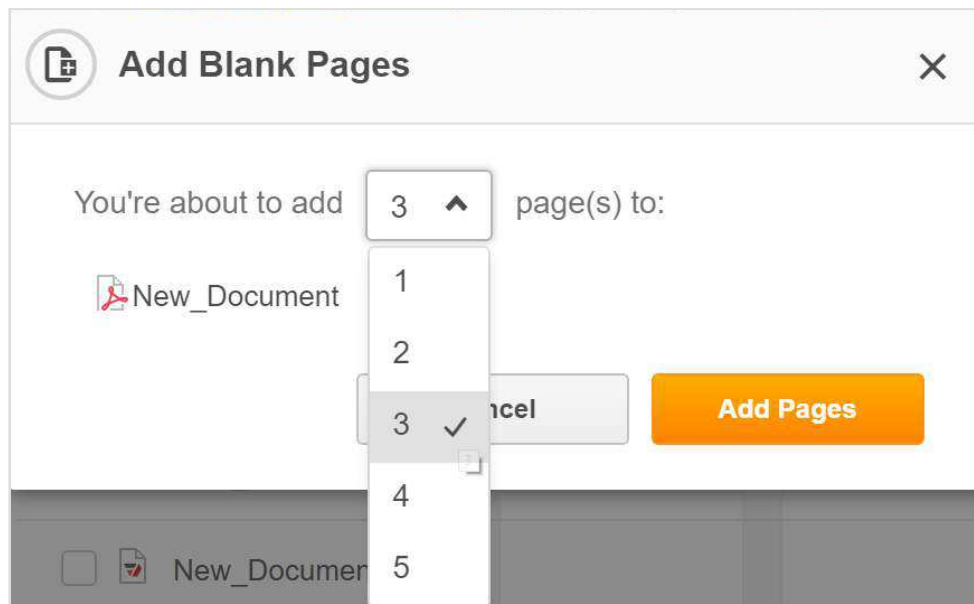 Add Blank Pages
You're about to add 3 page(s) to:
New_Document
1
2
3
4
5
Add Pages
New_Documen